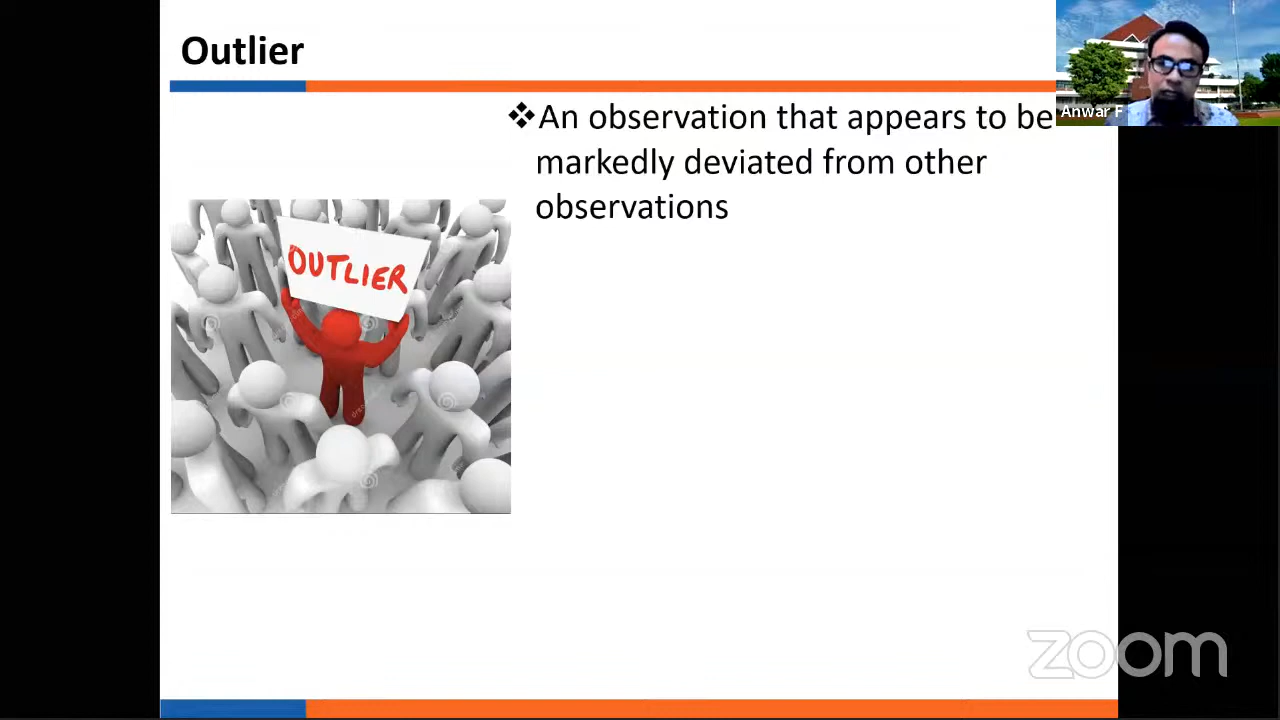 Outlier
❖An observation that appears to be
markedly deviated from other
observations
OUTLIER
Anwar F
zoom